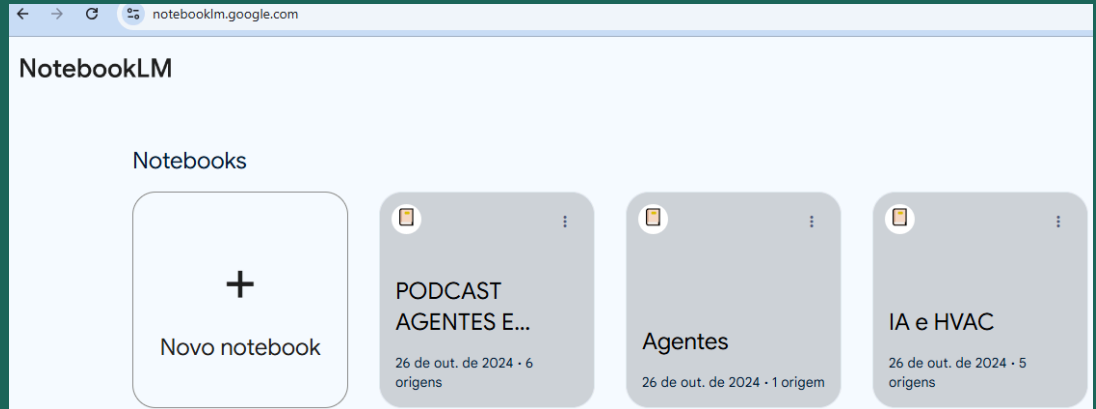 notebooklm.google.com
NotebookLM
Notebooks
+
Novo notebook
PODCAST
AGENTES E...
26 de out. de 2024 · 6
origens
Agentes
26 de out. de 2024 · 1 origem
IA e HVAC
26 de out. de 2024 · 5
origens